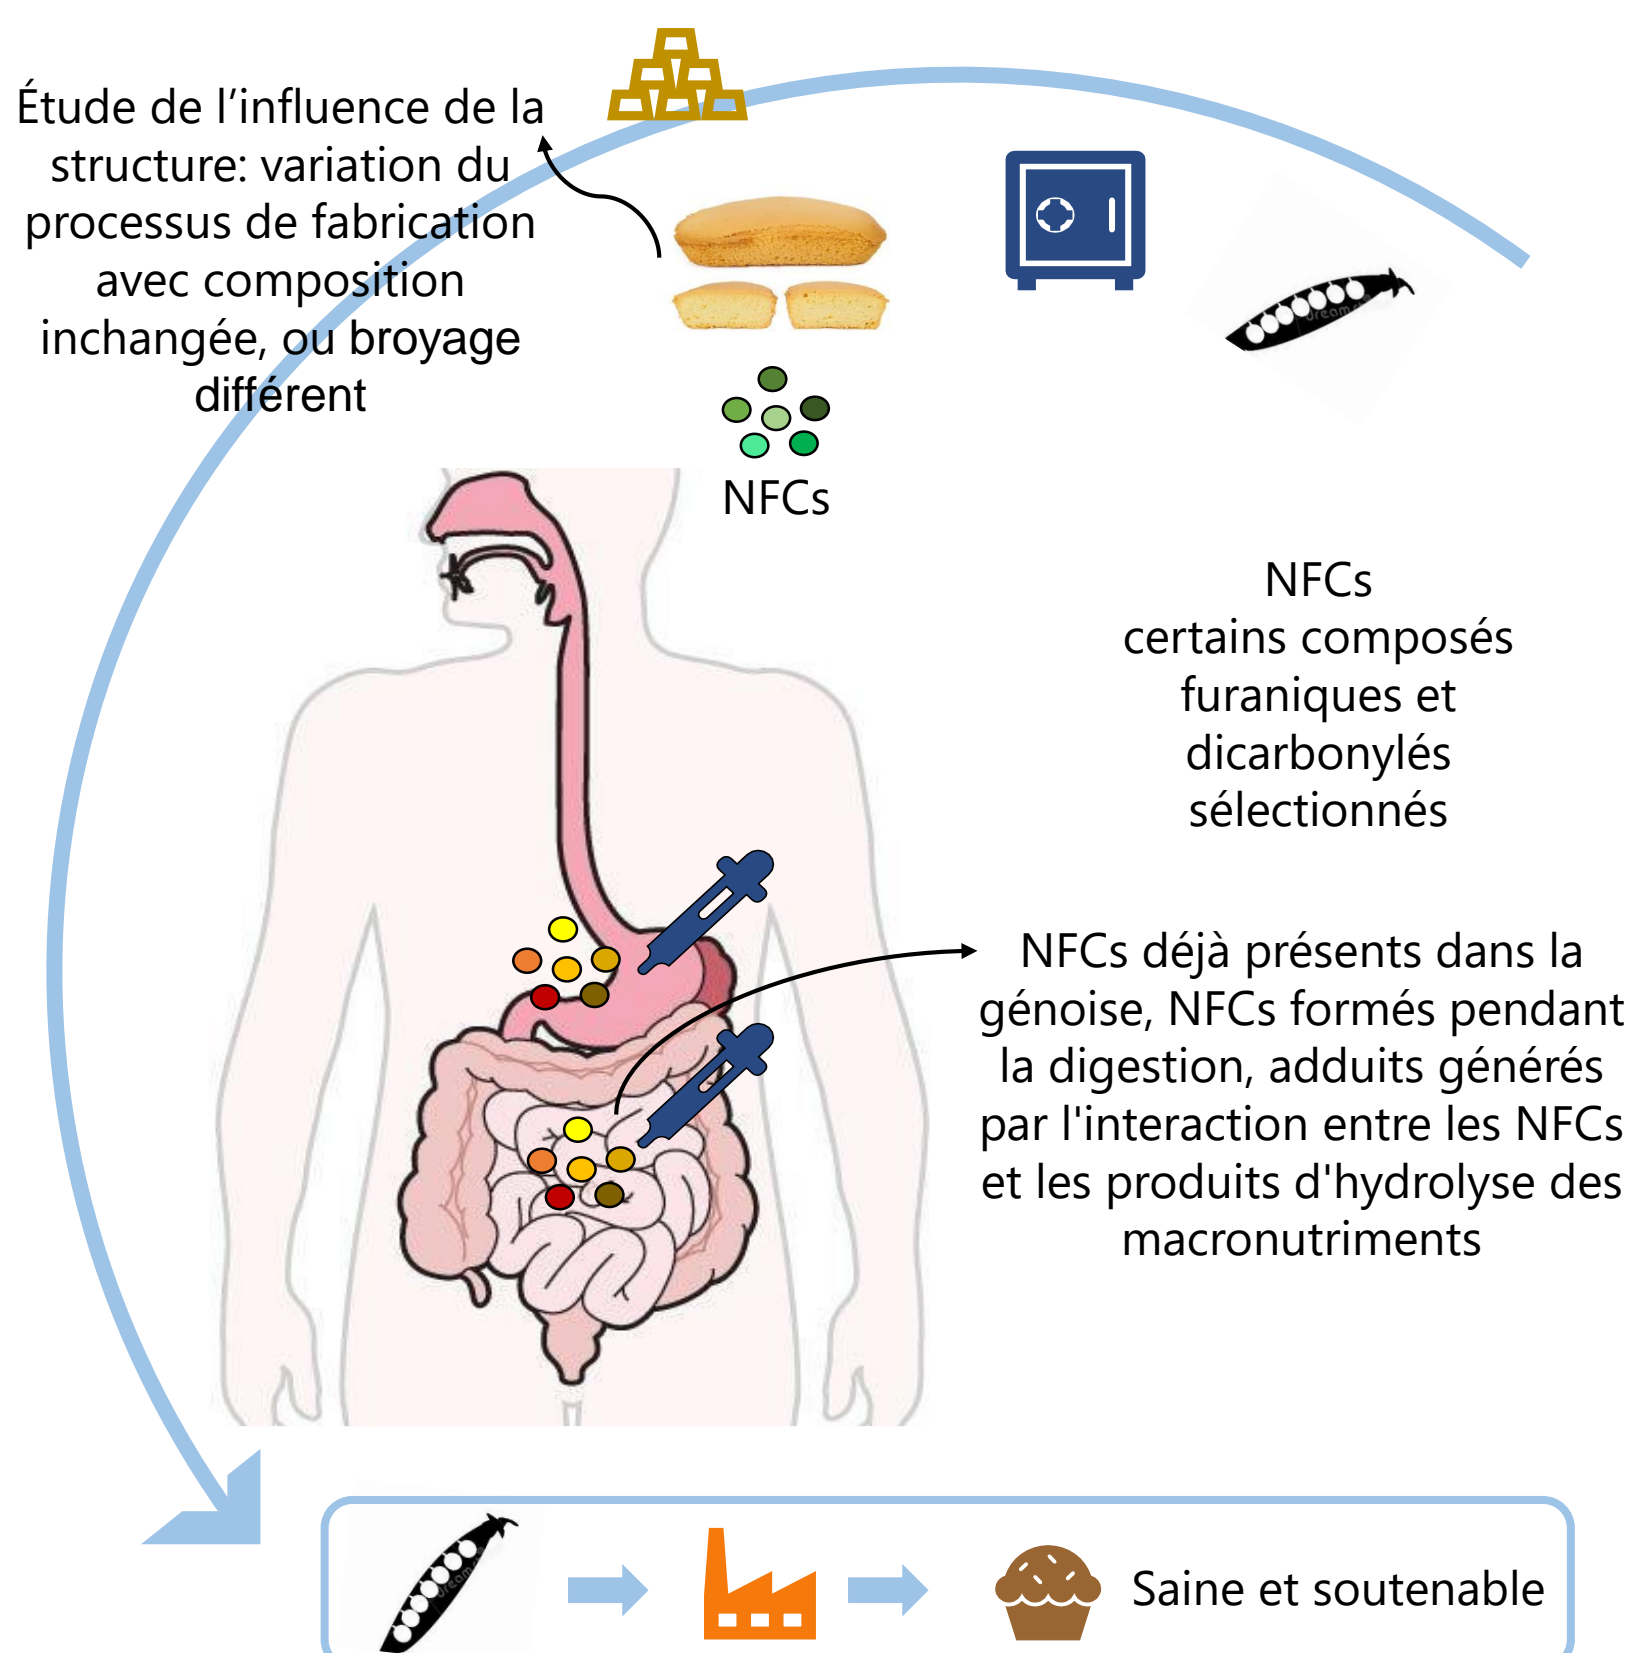 Étude de l’influence de la
structure: variation du
processus de fabrication
avec composition
inchangée, ou broyage
différent
NFCs
NFCs
certains composés
furaniques et
dicarbonylés
sélectionnés
NFCs déjà présents dans la
génoise, NFCs formés pendant
la digestion, adduits générés
par l'interaction entre les NFCs
et les produits d'hydrolyse des
macronutriments
Saine et soutenable